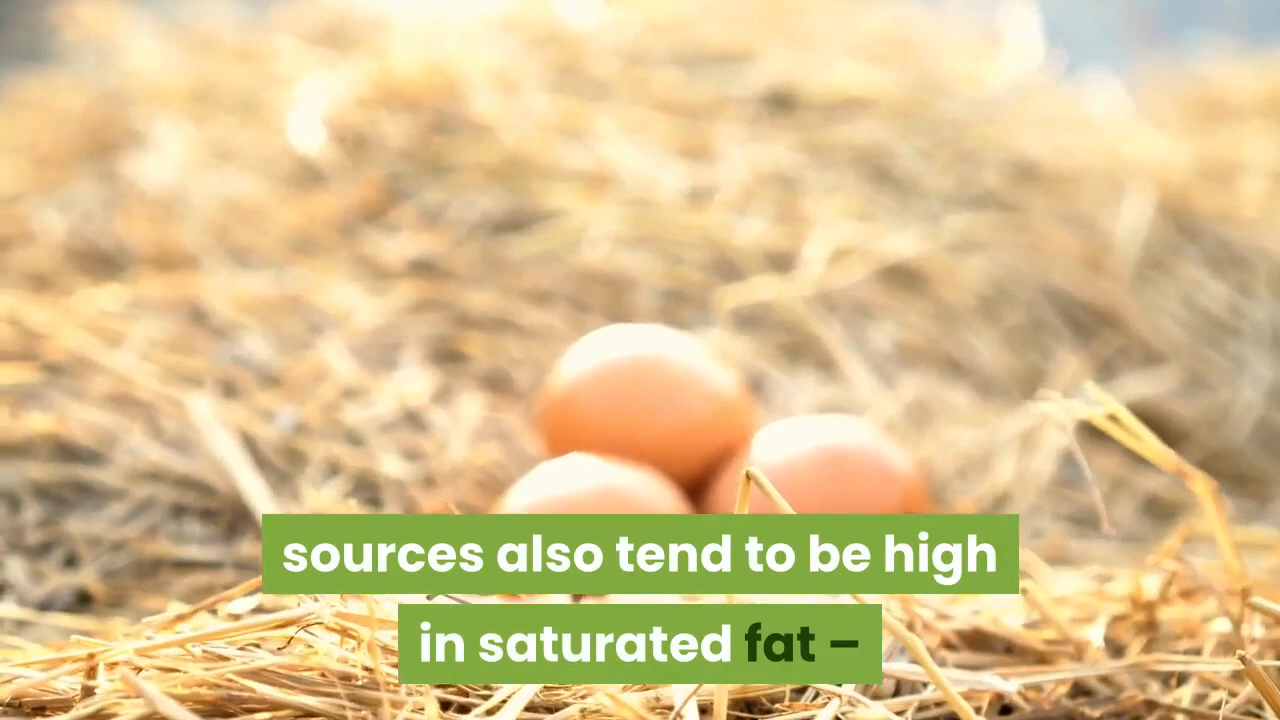 sources also tend to be high
in saturated fat –